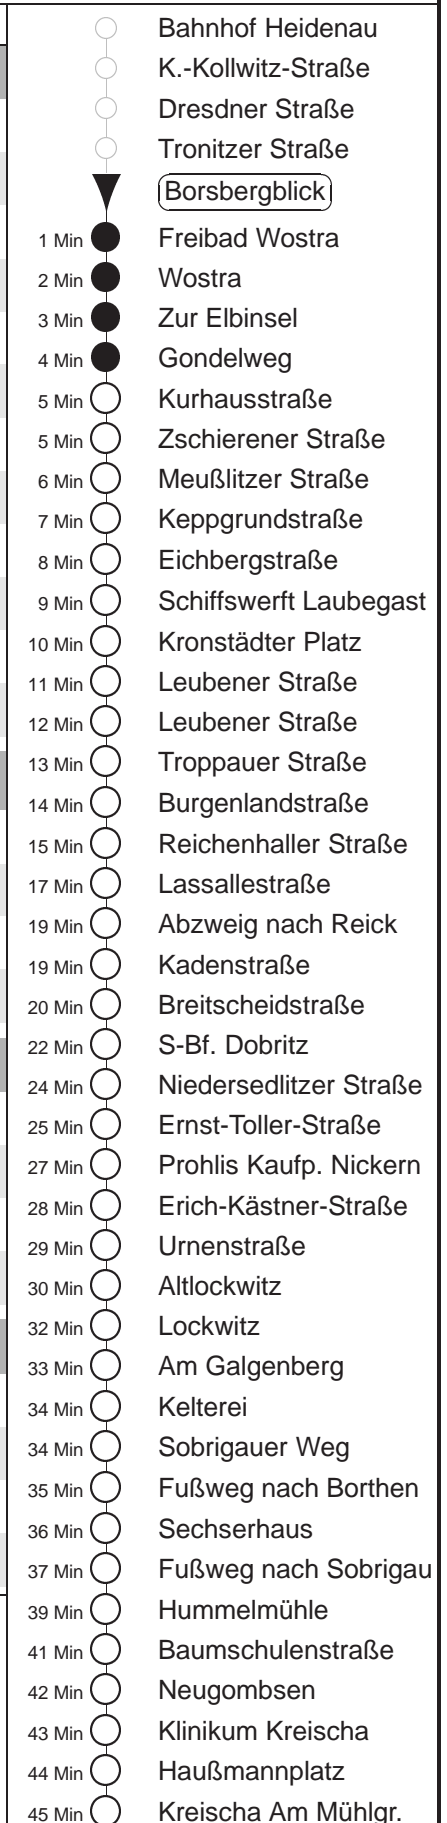 Bahnhof Heidenau
K.-Kollwitz-Straße
Dresdner Straße
Tronitzer Straße
Borsbergblick
1 Min Freibad Wostra
2 Min Wostra
3 Min Zur Elbinsel
4 Min Gondelweg
5 Min Kurhausstraße
5 Min Zschierener Straße
6 Min Meußlitzer Straße
7 Min Keppgrundstraße
8 Min Eichbergstraße
9 Min Schiffswerft Laubegast
10 Min Kronstädter Platz
11 Min Leubener Straße
12 Min Leubener Straße
13 Min Troppauer Straße
14 Min Burgenlandstraße
15 Min Reichenhaller Straße
17 Min Lassallestraße
19 Min Abzweig nach Reick
19 Min Kadenstraße
20 Min Breitscheidstraße
22 Min S-Bf. Dobritz
24 Min Niedersedlitzer Straße
25 Min Ernst-Toller-Straße
27 Min Prohlis Kaufp. Nickern
28 Min Erich-Kästner-Straße
29 Min Urnenstraße
30 Min Altlockwitz
32 Min Lockwitz
33 Min Am Galgenberg
34 Min Kelterei
34 Min Sobrigauer Weg
35 Min Fußweg nach Borthen
36 Min Sechserhaus
37 Min Fußweg nach Sobrigau
39 Min Hummelmühle
41 Min Baumschulenstraße
42 Min Neugombsen
43 Min Klinikum Kreischa
44 Min Haußmannplatz
45 Min Kreischa Am Mühlgr.